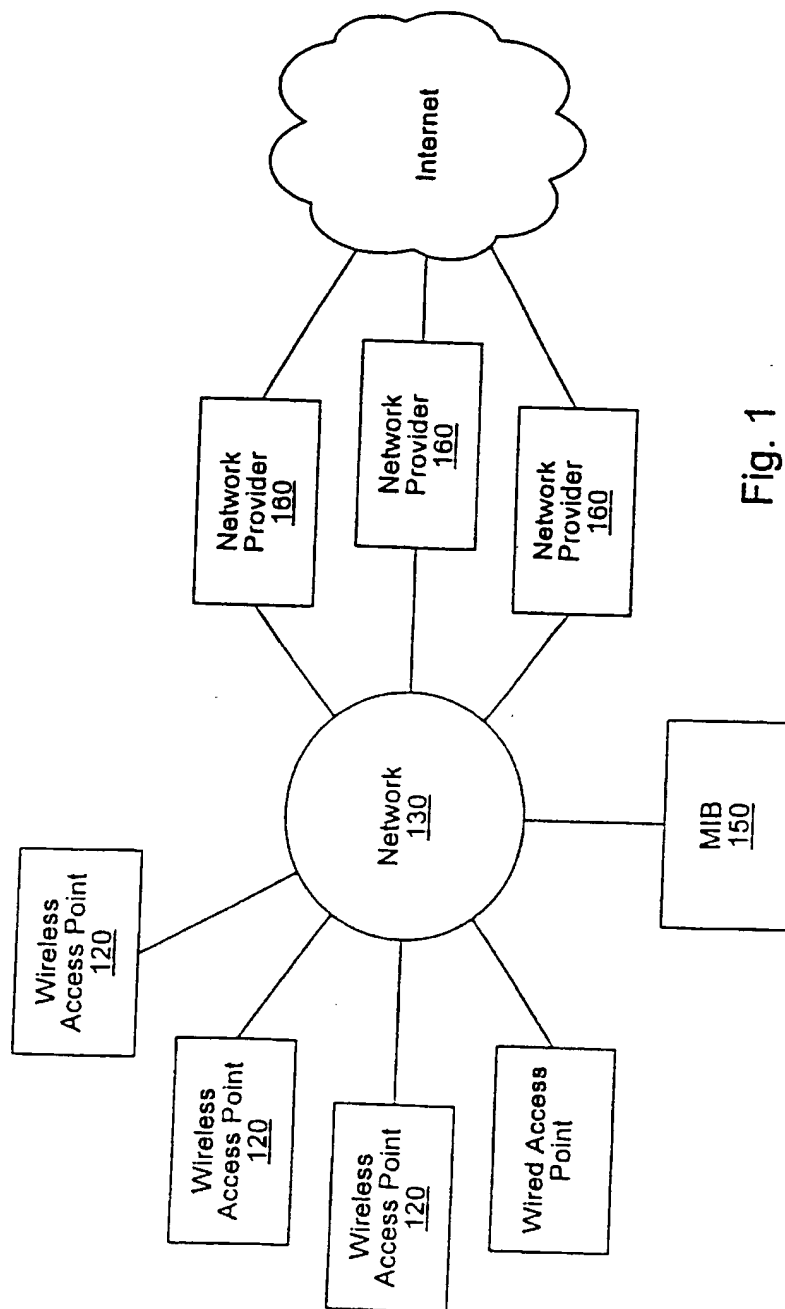 Wireless
Access Point
120
Wireless
Access Point
120
Wireless
Access Point
120
Wired Access
Point
Network
130
MIB
150
Network
Provider
160
Network
Provider
160
Network
Provider
160
Internet
Fig. 1